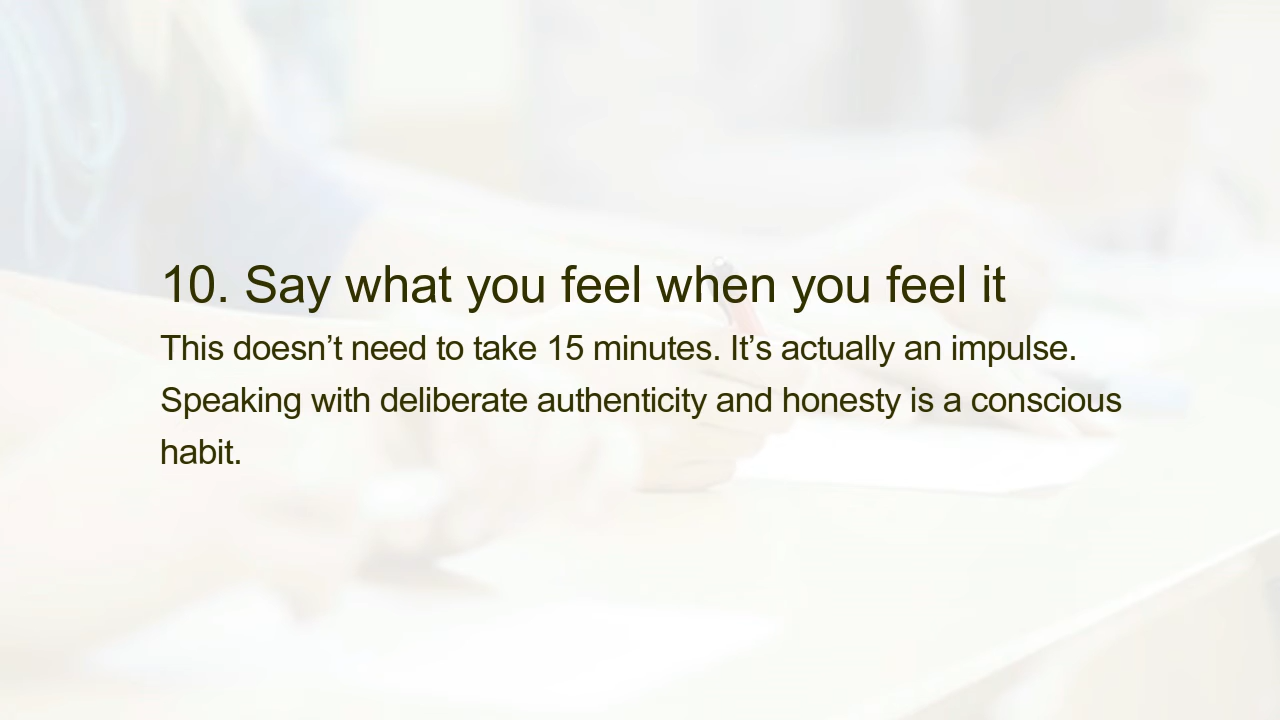 10. Say what you feel when you feel it
This doesn’t need to take 15 minutes. It’s actually an impulse.
Speaking with deliberate authenticity and honesty is a conscious
habit.